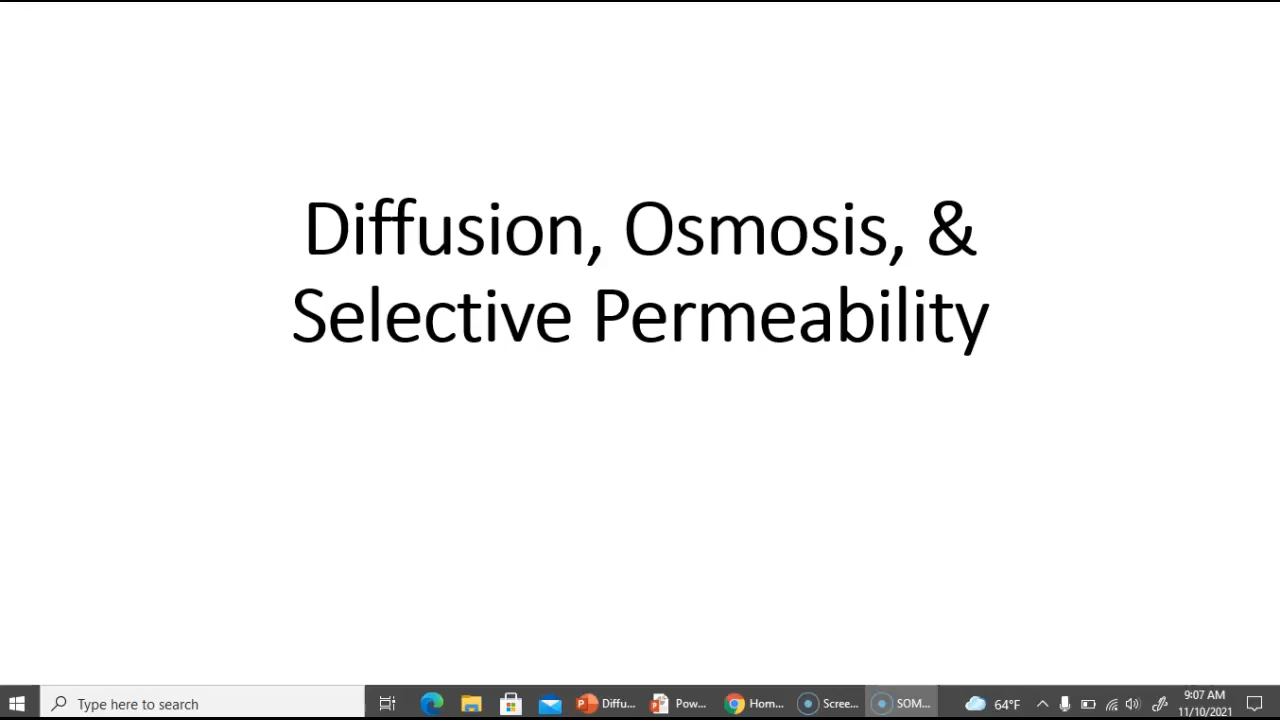 Diffusion, Osmosis, &
Selective Permeability
Type here to search
Diffu...
Pow...
Hom...
Scree...
SOM...
64°F
9:07 AM
11/10/2021